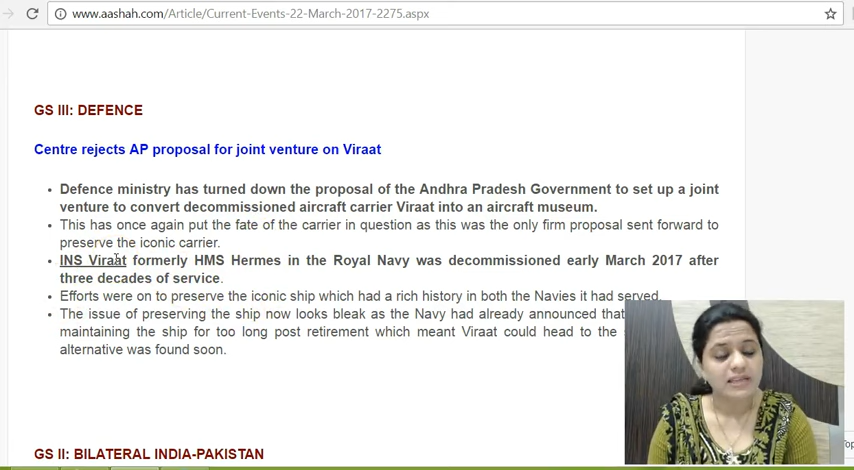 www.aashah.com/Article/Current-Events-22-March-2017-2275.aspx
GS III: DEFENCE
Centre rejects AP proposal for joint venture on Viraat
• Defence ministry has turned down the proposal of the Andhra Pradesh Government to set up a joint
venture to convert decommissioned aircraft carrier Viraat into an aircraft museum.
• This has once again put the fate of the carrier in question as this was the only firm proposal sent forward to
preserve the iconic carrier.
• INS Viraat formerly HMS Hermes in the Royal Navy was decommissioned early March 2017 after
three decades of service.
• Efforts were on to preserve the iconic ship which had a rich history in both the Navies it had served.
• The issue of preserving the ship now looks bleak as the Navy had already announced that
maintaining the ship for too long post retirement which meant Viraat could head to the
alternative was found soon.
GS II: BILATERAL INDIA-PAKISTAN